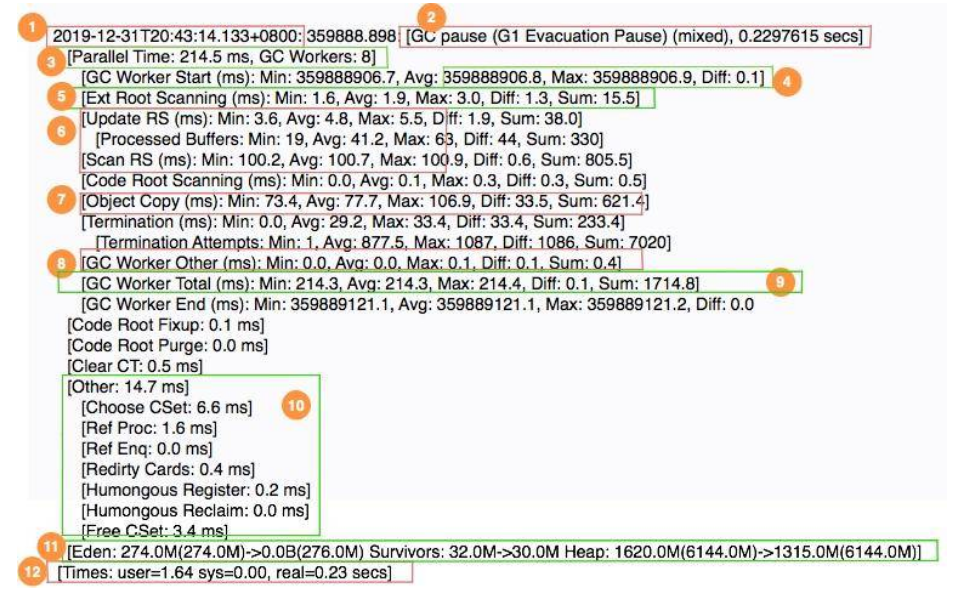 1 2019-12-31T20:43:14.133+0800: 359888.898: [GC pause (G1 Evacuation Pause) (mixed), 0.2297615 secs] 2
3 [Parallel Time: 214.5 ms, GC Workers: 8]
[GC Worker Start (ms): Min: 359888906.7, Avg: 359888906.8, Max: 359888906.9, Diff: 0.1] 4
5 [Ext Root Scanning (ms): Min: 1.6, Avg: 1.9, Max: 3.0, Diff: 1.3, Sum: 15.5]
[Update RS (ms): Min: 3.6, Avg: 4.8, Max: 5.5, Diff: 1.9, Sum: 38.0]
6 [Processed Buffers: Min: 19, Avg: 41.2, Max: 63, Diff: 44, Sum: 330]
[Scan RS (ms): Min: 100.2, Avg: 100.7, Max: 100.9, Diff: 0.6, Sum: 805.5]
[Code Root Scanning (ms): Min: 0.0, Avg: 0.1, Max: 0.3, Diff: 0.3, Sum: 0.5]
7 [Object Copy (ms): Min: 73.4, Avg: 77.7, Max: 106.9, Diff: 33.5, Sum: 621.4]
[Termination (ms): Min: 0.0, Avg: 29.2, Max: 33.4, Diff: 33.4, Sum: 233.4]
[Termination Attempts: Min: 1, Avg: 877.5, Max: 1087, Diff: 1086, Sum: 7020]
8 [GC Worker Other (ms): Min: 0.0, Avg: 0.0, Max: 0.1, Diff: 0.1, Sum: 0.4]
[GC Worker Total (ms): Min: 214.3, Avg: 214.3, Max: 214.4, Diff: 0.1, Sum: 1714.8] 9
[GC Worker End (ms): Min: 359889121.1, Avg: 359889121.1, Max: 359889121.2, Diff: 0.0
[Code Root Fixup: 0.1 ms]
[Code Root Purge: 0.0 ms]
[Clear CT: 0.5 ms]
[Other: 14.7 ms]
[Choose CSet: 6.6 ms] 10
[Ref Proc: 1.6 ms]
[Ref Enq: 0.0 ms]
[Redirty Cards: 0.4 ms]
[Humongous Register: 0.2 ms]
[Humongous Reclaim: 0.0 ms]
[Free CSet: 3.4 ms]
11 [Eden: 274.0M(274.0M)->0.0B(276.0M) Survivors: 32.0M->30.0M Heap: 1620.0M(6144.0M)->1315.0M(6144.0M)]
12 [Times: user=1.64 sys=0.00, real=0.23 secs]